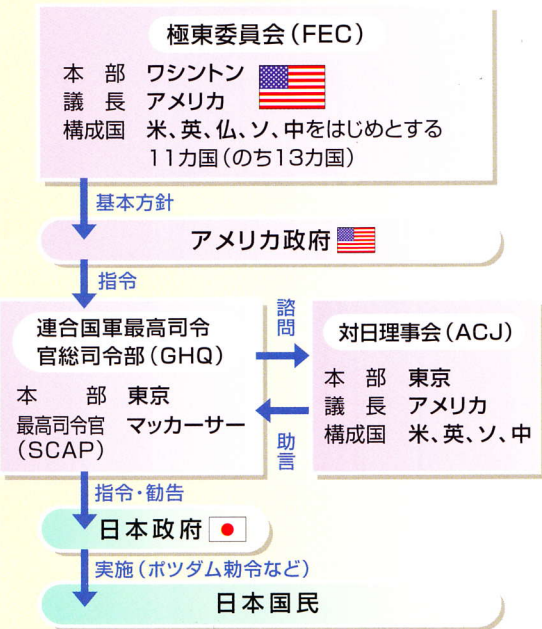 極東委員会(FEC)
本部 ワシントン
議長 アメリカ
構成国 米、英、仏、ソ、中をはじめとする
11カ国(のち13カ国)
基本方針
アメリカ政府
指令
連合国軍最高司令
官総司令部(GHQ)
本部 東京
最高司令官 マッカーサー
(SCAP)
諮問
助言
対日理事会(ACJ)
本部 東京
議長 アメリカ
構成国 米、英、ソ、中
指令・勧告
日本政府
実施(ポツダム勅令など)
日本国民